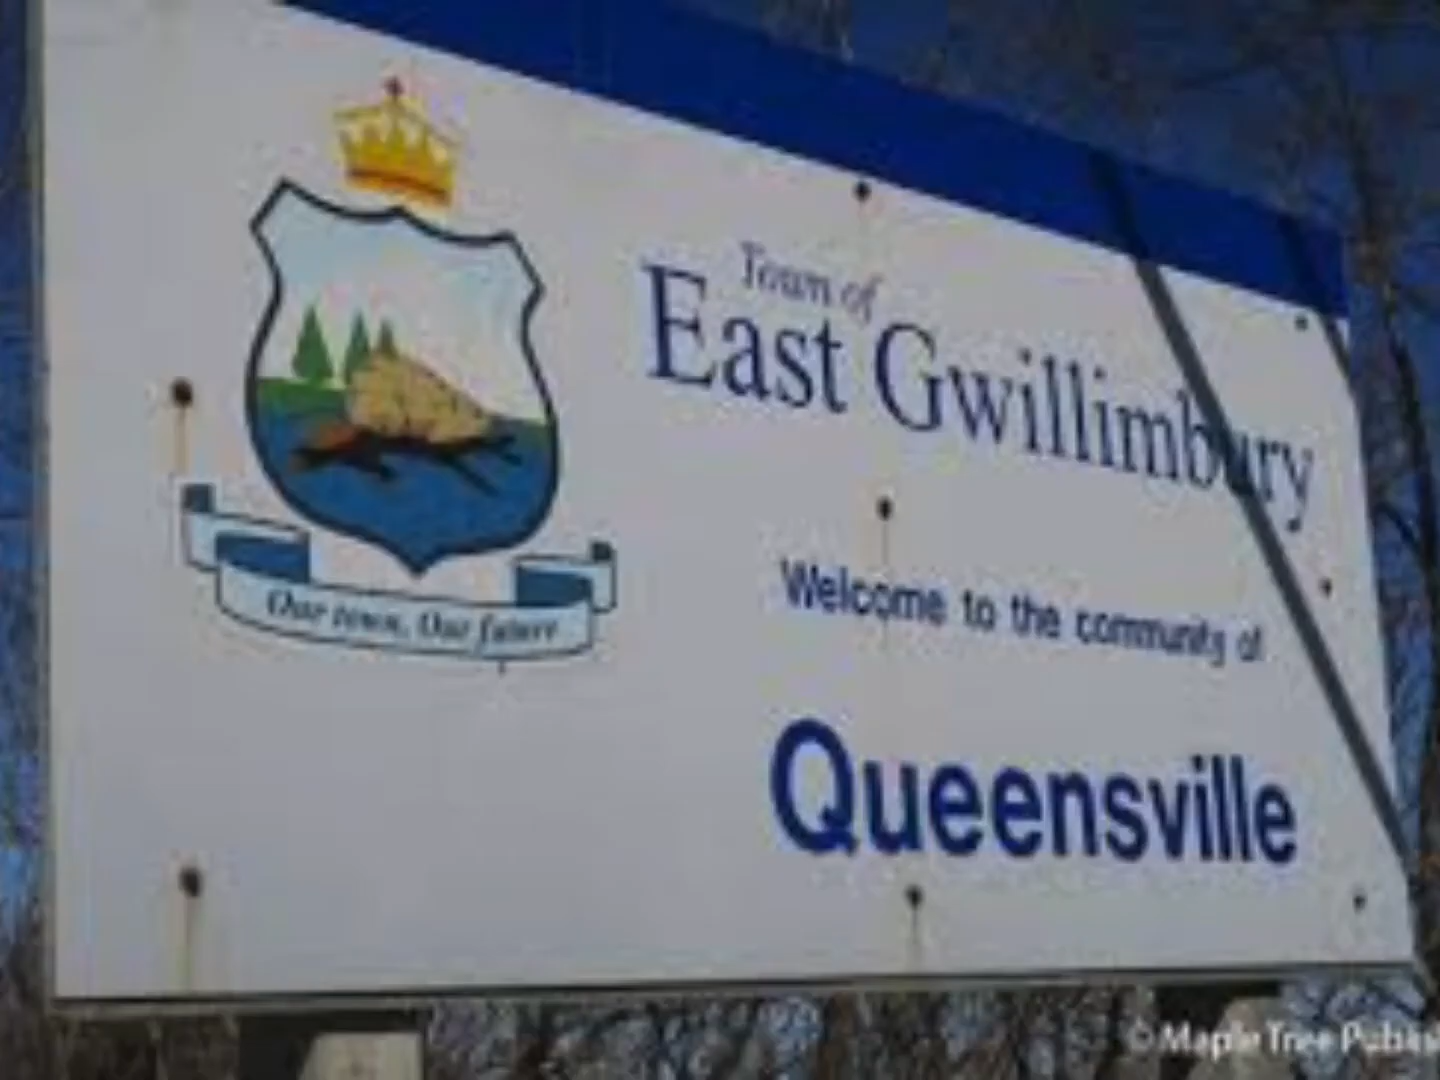 Town of
East Gwillimbury
Our town, Our future
Welcome to the community of
Queensville
© Maple Tree